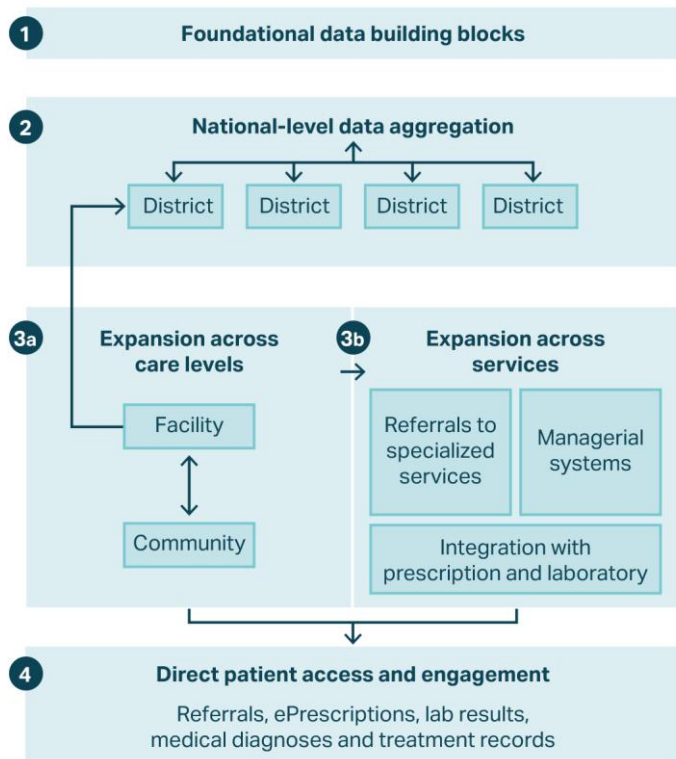 1
Foundational data building blocks
2
National-level data aggregation
District
District
District
District
3a
Expansion across
care levels
Facility
Community
3b
Expansion across
services
Referrals to
specialized
services
Managerial
systems
Integration with
prescription and laboratory
4
Direct patient access and engagement
Referrals, ePrescriptions, lab results,
medical diagnoses and treatment records